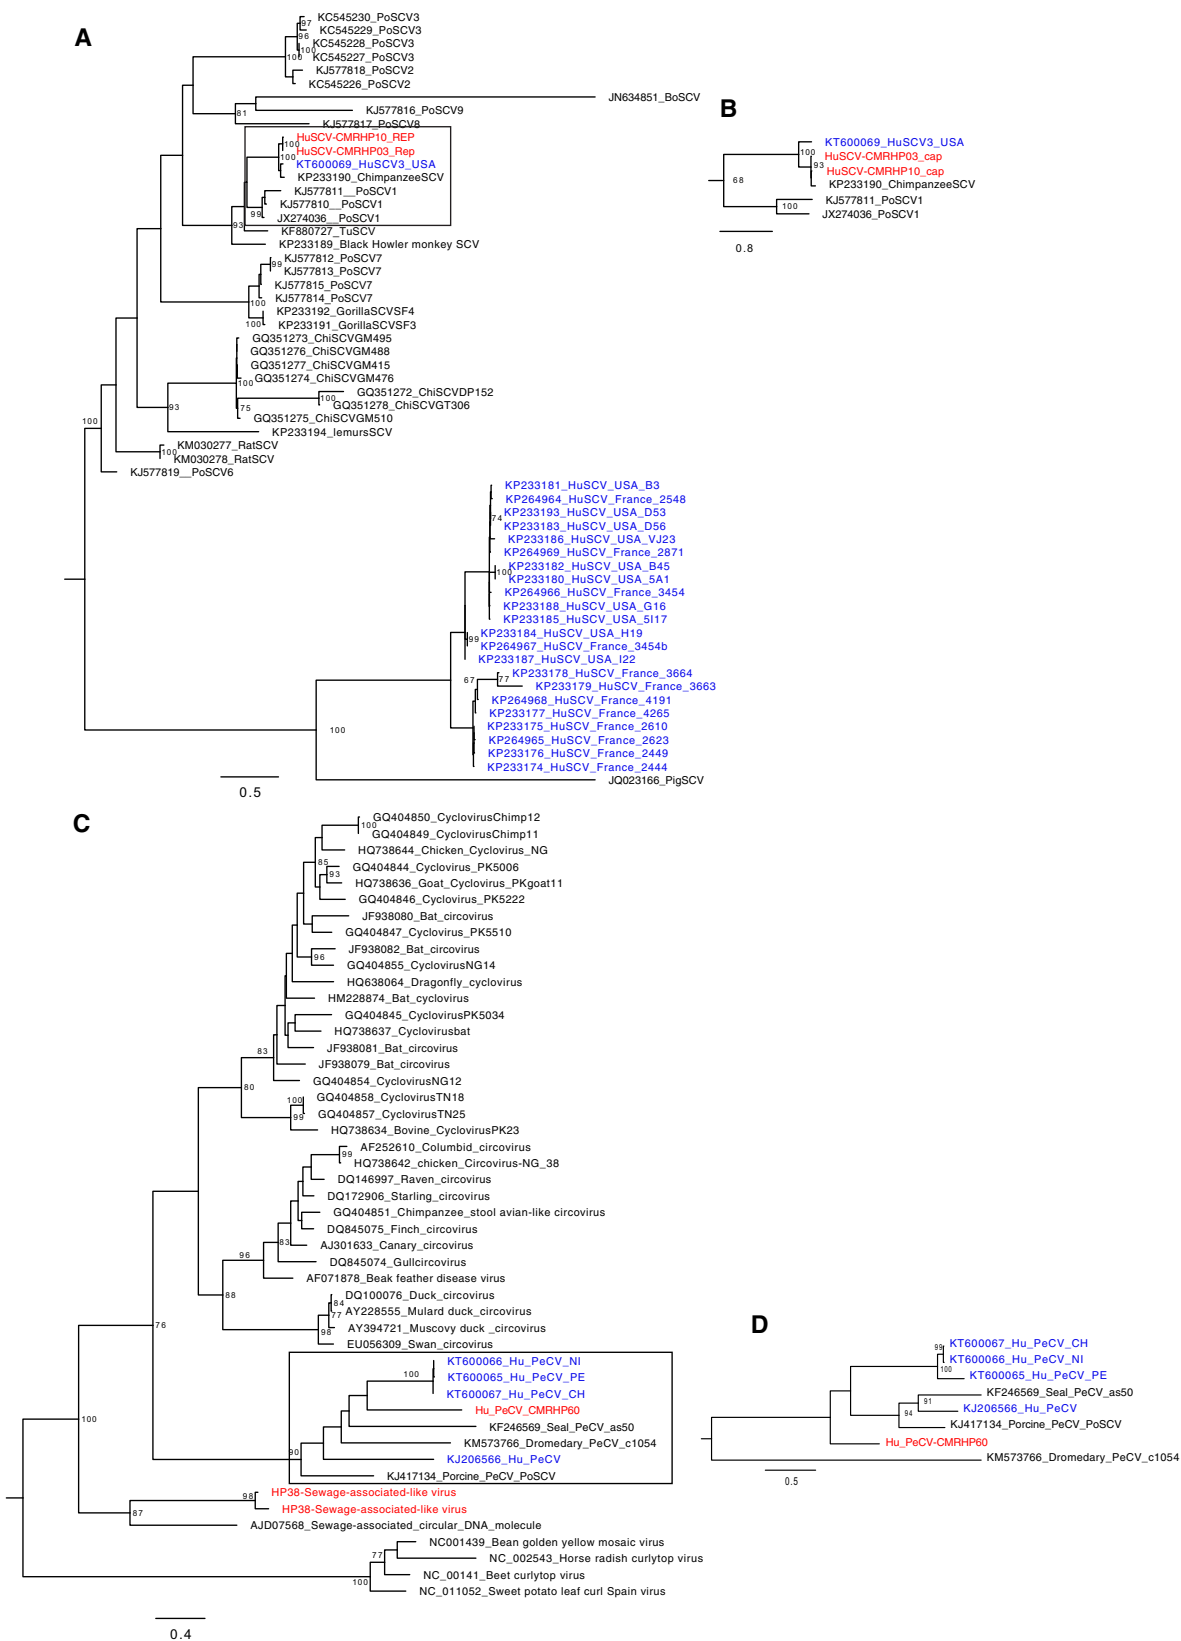 A
KC545230_PoSCV3
97
KC545229_PoSCV3
96
KC545228_PoSCV3
100
KC545227_PoSCV3
100
KJ577818_PoSCV2
KC545226_PoSCV2
JN634851_BoSCV
KJ577816_PoSCV9
81
KJ577817_PoSCV8
HuSCV-CMRHP10_REP
100
HuSCV-CMRHP03_Rep
100
KT600069_HuSCV3_USA
KP233190_ChimpanzeeSCV
KJ577811__PoSCV1
KJ577810__PoSCV1
99
JX274036__PoSCV1
93
KF880727_TuSCV
KP233189_Black Howler monkey SCV
KJ577812_PoSCV7
99
KJ577813_PoSCV7
KJ577815_PoSCV7
KJ577814_PoSCV7
100
KP233192_GorillaSCVSF4
100
KP233191_GorillaSCVSF3
GQ351273_ChiSCVGM495
GQ351276_ChiSCVGM488
GQ351277_ChiSCVGM415
GQ351274_ChiSCVGM476
100
GQ351272_ChiSCVDP152
100
GQ351278_ChiSCVGT306
75
93
GQ351275_ChiSCVGM510
KP233194_lemursSCV
100
KM030277_RatSCV
100
KM030278_RatSCV
KJ577819__PoSCV6
KP233181_HuSCV_USA_B3
KP264964_HuSCV_France_2548
KP233193_HuSCV_USA_D53
74
KP233183_HuSCV_USA_D56
KP233186_HuSCV_USA_VJ23
KP264969_HuSCV_France_2871
KP233182_HuSCV_USA_B45
100
KP233180_HuSCV_USA_5A1
KP264966_HuSCV_France_3454
KP233188_HuSCV_USA_G16
KP233185_HuSCV_USA_5I17
KP233184_HuSCV_USA_H19
99
KP264967_HuSCV_France_3454b
KP233187_HuSCV_USA_I22
KP233178_HuSCV_France_3664
67
77
KP233179_HuSCV_France_3663
KP264968_HuSCV_France_4191
KP233177_HuSCV_France_4265
KP233175_HuSCV_France_2610
100
KP264965_HuSCV_France_2623
KP233176_HuSCV_France_2449
KP233174_HuSCV_France_2444
JQ023166_PigSCV
0.5
B
KT600069_HuSCV3_USA
100
HuSCV-CMRHP03_cap
93
HuSCV-CMRHP10_cap
68
KP233190_ChimpanzeeSCV
KJ577811_PoSCV1
100
JX274036_PoSCV1
0.8
C
GQ404850_CyclovirusChimp12
100
GQ404849_CyclovirusChimp11
HQ738644_Chicken_Cyclovirus_NG
85
GQ404844_Cyclovirus_PK5006
93
HQ738636_Goat_Cyclovirus_PKgoat11
GQ404846_Cyclovirus_PK5222
JF938080_Bat_circovirus
GQ404847_Cyclovirus_PK5510
JF938082_Bat_circovirus
96
GQ404855_CyclovirusNG14
HQ638064_Dragonfly_cyclovirus
HM228874_Bat_cyclovirus
GQ404845_CyclovirusPK5034
HQ738637_Cyclovirusbat
JF938081_Bat_circovirus
83
JF938079_Bat_circovirus
GQ404854_CyclovirusNG12
80
GQ404858_CyclovirusTN18
100
GQ404857_CyclovirusTN25
99
HQ738634_Bovine_CyclovirusPK23
AF252610_Columbid_circovirus
99
HQ738642_chicken_Circovirus-NG_38
DQ146997_Raven_circovirus
DQ172906_Starling_circovirus
GQ404851_Chimpanzee_stool avian-like circovirus
DQ845075_Finch_circovirus
83
AJ301633_Canary_circovirus
96
DQ845074_Gullcircovirus
AF071878_Beak feather disease virus
88
DQ100076_Duck_circovirus
84
AY228555_Mulard duck_circovirus
77
AY394721_Muscovy duck _circovirus
98
EU056309_Swan_circovirus
76
KT600066_Hu_PeCV_NI
100
KT600065_Hu_PeCV_PE
KT600067_Hu_PeCV_CH
Hu_PeCV_CMRHP60
100
KF246569_Seal_PeCV_as50
KM573766_Dromedary_PeCV_c1054
90
KJ206566_Hu_PeCV
KJ417134_Porcine_PeCV_PoSCV
HP38-Sewage-associated-like virus
98
HP38-Sewage-associated-like virus
87
AJD07568_Sewage-associated_circular_DNA_molecule
NC001439_Bean golden yellow mosaic virus
77
NC_002543_Horse radish curlytop virus
NC_00141_Beet curlytop virus
100
NC_011052_Sweet potato leaf curl Spain virus
0.4
D
KT600067_Hu_PeCV_CH
99
KT600066_Hu_PeCV_NI
100
KT600065_Hu_PeCV_PE
KF246569_Seal_PeCV_as50
91
KJ206566_Hu_PeCV
94
KJ417134_Porcine_PeCV_PoSCV
Hu_PeCV-CMRHP60
KM573766_Dromedary_PeCV_c1054
0.5